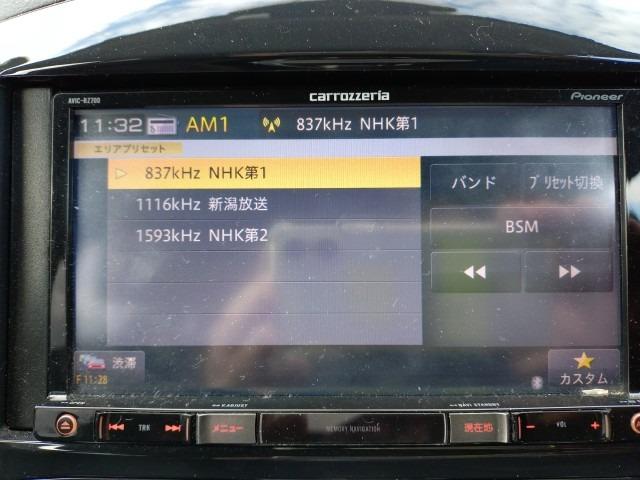 AVIC-RZ700 carrozzeria Pioneer
11:32 AM1 837kHz NHK第1
エリアプリセット
837kHz NHK第1
1116kHz 新潟放送
1593kHz NHK第2
バンド プリセット切換
BSM
渋滞
F 11:28
カスタム
TRK メニュー MEMORY NAVIGATION 現在地 - VOL +